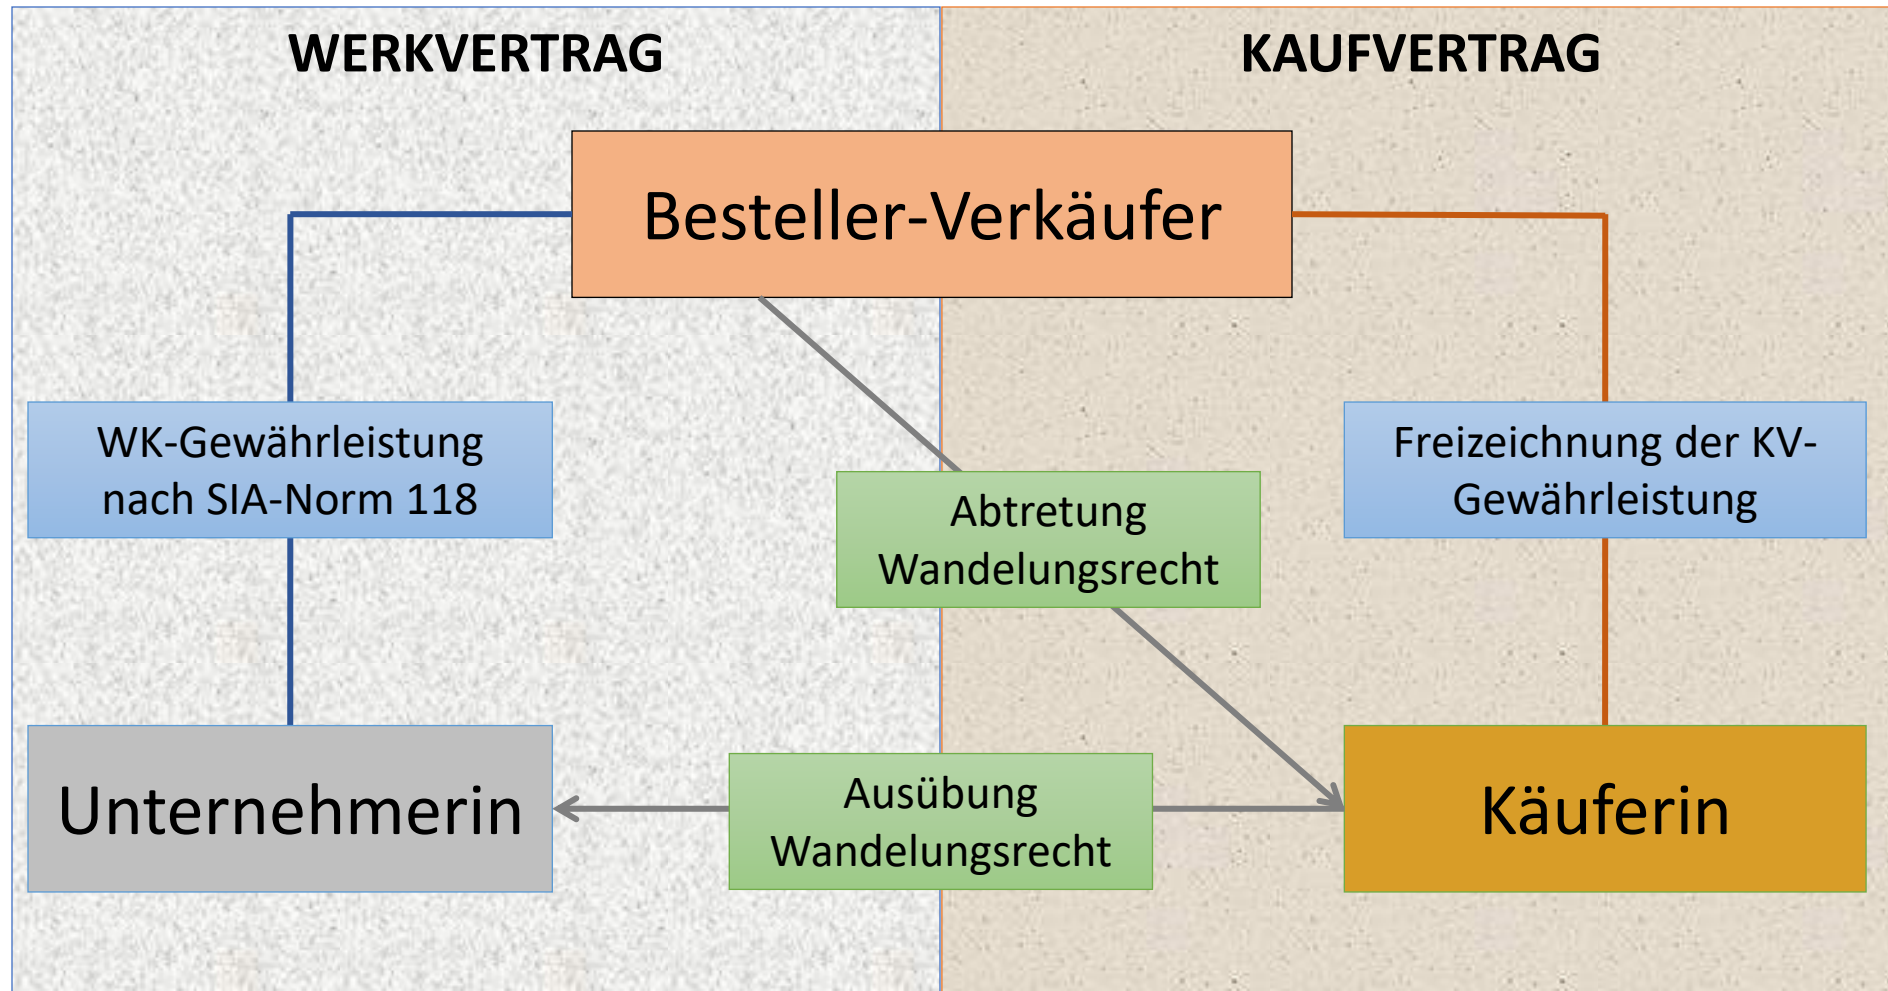 WERKVERTRAG
KAUFVERTRAG
Besteller-Verkäufer
WK-Gewährleistung
nach SIA-Norm 118
Freizeichnung der KV-
Gewährleistung
Abtretung
Wandelungsrecht
Unternehmerin
Ausübung
Wandelungsrecht
Käuferin